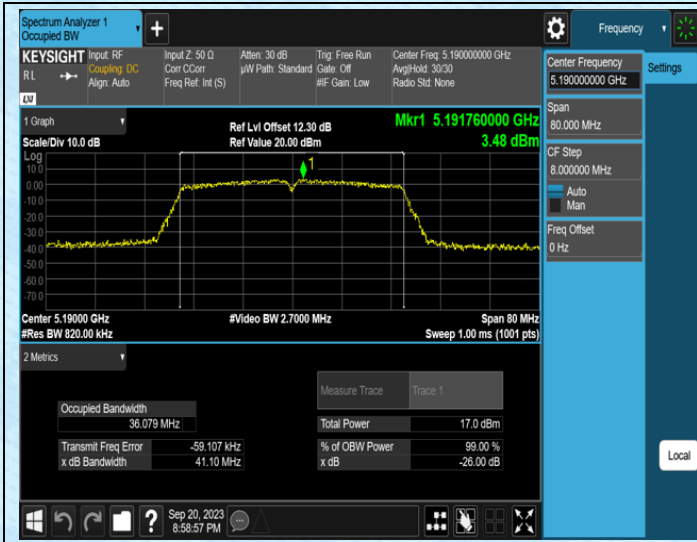 Spectrum Analyzer 1
Occupied BW
Frequency
KEYSIGHT
RL
LXI
Input: RF
Coupling: DC
Align: Auto
Input Z: 50 Ω
Corr CCorr
Freq Ref: Int (S)
Atten: 30 dB
µW Path: Standard
Trig: Free Run
Gate: Off
#IF Gain: Low
Center Freq: 5.190000000 GHz
Avg|Hold: 30/30
Radio Std: None
Center Frequency
5.190000000 GHz
Settings
Span
80.000 MHz
CF Step
8.000000 MHz
Auto
Man
Freq Offset
0 Hz
1 Graph
Scale/Div 10.0 dB
Ref Lvl Offset 12.30 dB
Ref Value 20.00 dBm
Mkr1 5.191760000 GHz
3.48 dBm
Log
10.0
0.00
-10.0
-20.0
-30.0
-40.0
-50.0
-60.0
-70.0
1
Center 5.19000 GHz
#Res BW 820.00 kHz
#Video BW 2.7000 MHz
Span 80 MHz
Sweep 1.00 ms (1001 pts)
2 Metrics
Measure Trace
Trace 1
Occupied Bandwidth
36.079 MHz
Total Power
17.0 dBm
Transmit Freq Error
-59.107 kHz
% of OBW Power
99.00 %
x dB Bandwidth
41.10 MHz
x dB
-26.00 dB
Local
?
Sep 20, 2023
8:58:57 PM